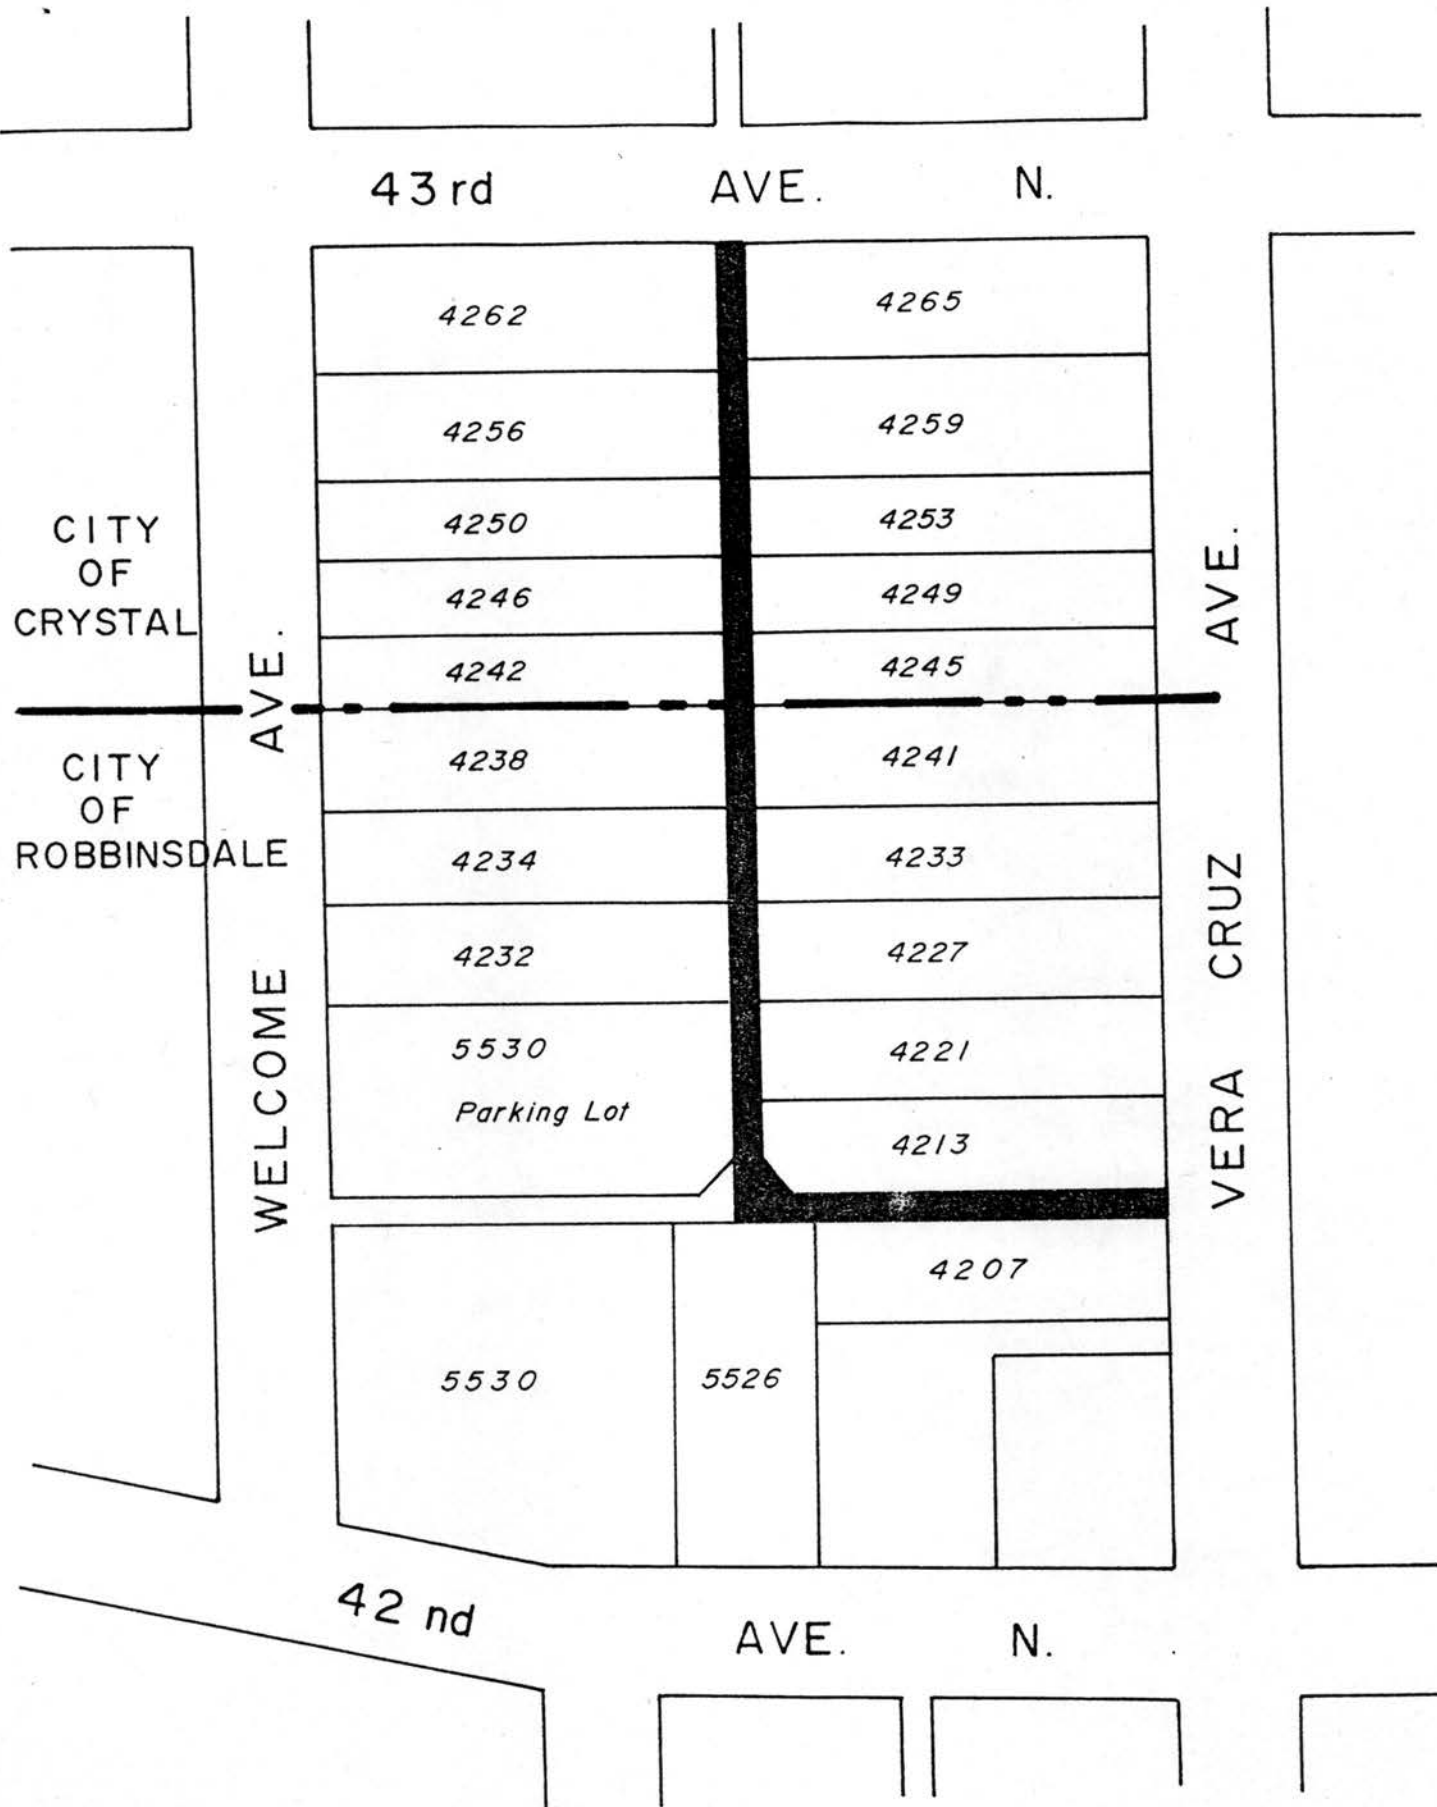 43 rd AVE. N.
4262 4265
4256 4259
4250 4253
4246 4249
4242 4245
4238 4241
4234 4233
4232 4227
5530 4221
Parking Lot
4213
4207
5530 5526
CITY
OF
CRYSTAL
CITY
OF
ROBBINSDALE
WELCOME AVE.
VERA CRUZ AVE.
42 nd AVE. N.